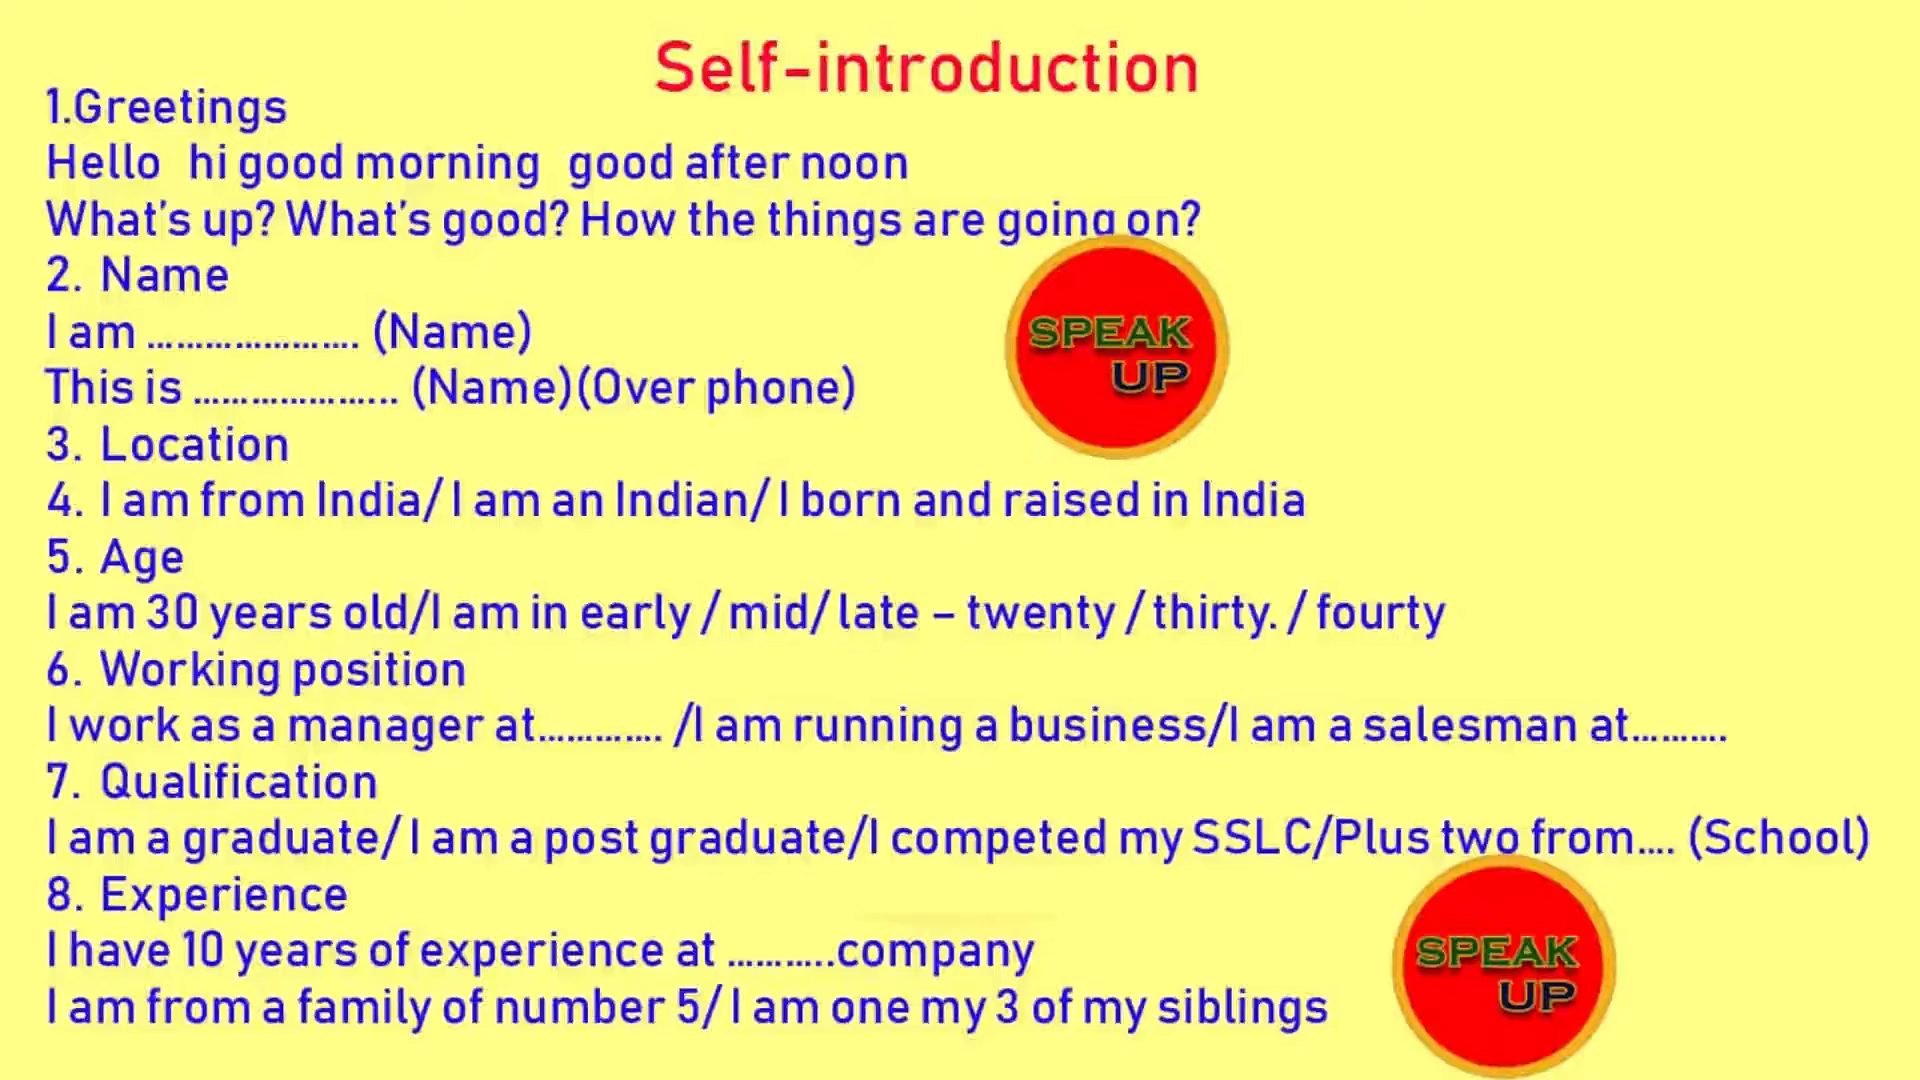 Self-introduction
1.Greetings
Hello hi good morning good after noon
What's up? What's good? How the things are going on?
2. Name
I am …………………. (Name)
This is ………………... (Name)(Over phone)
SPEAK
UP
3. Location
4. I am from India/ I am an Indian/ I born and raised in India
5. Age
I am 30 years old/I am in early / mid/ late – twenty / thirty. / fourty
6. Working position
I work as a manager at…………. /I am running a business/I am a salesman at……….
7. Qualification
I am a graduate/ I am a post graduate/I competed my SSLC/Plus two from…. (School)
8. Experience
I have 10 years of experience at ………..company
I am from a family of number 5/ I am one my 3 of my siblings
SPEAK
UP